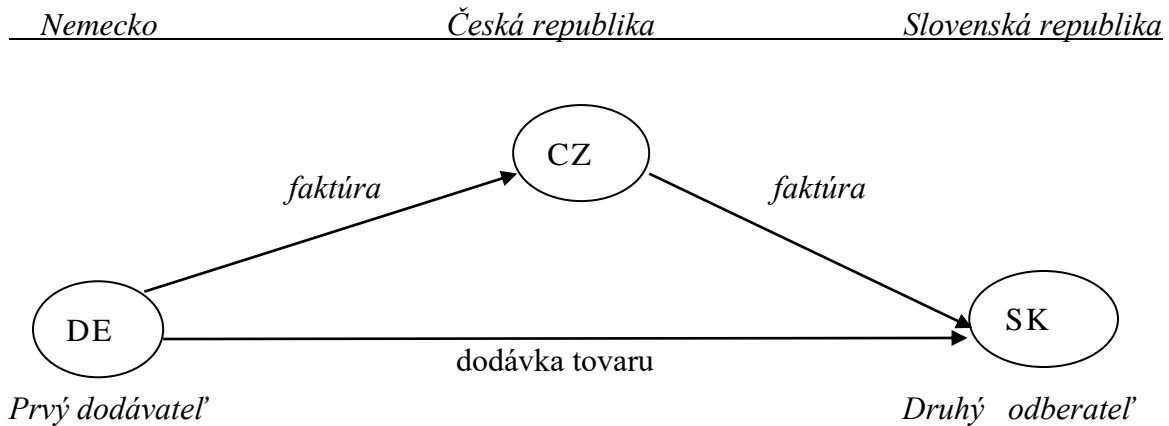 Nemecko Česká republika Slovenská republika
CZ
faktúra faktúra
DE SK
dodávka tovaru
Prvý dodávateľ Druhý odberateľ